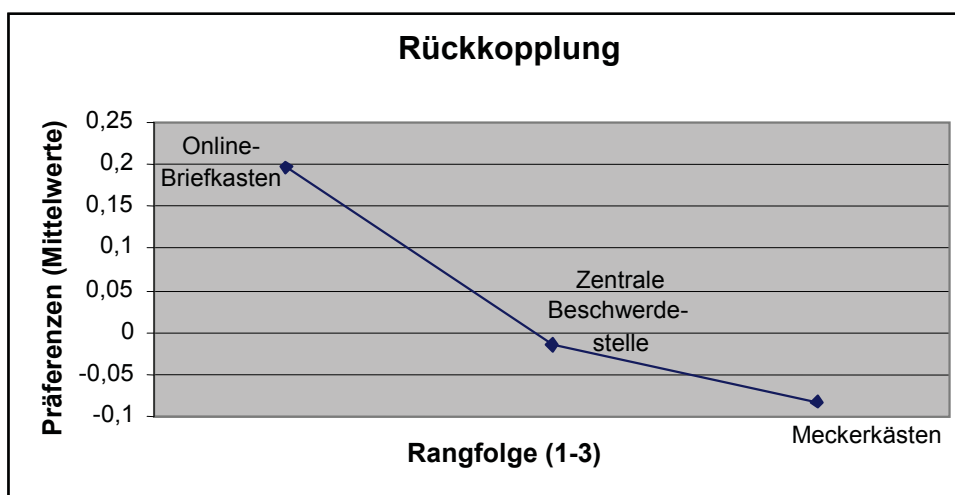 Rückkopplung
Präferenzen (Mittelwerte)
0,25
0,2
0,15
0,1
0,05
0
-0,05
-0,1
Online-
Briefkasten
Zentrale
Beschwerde-
stelle
Meckerkästen
Rangfolge (1-3)